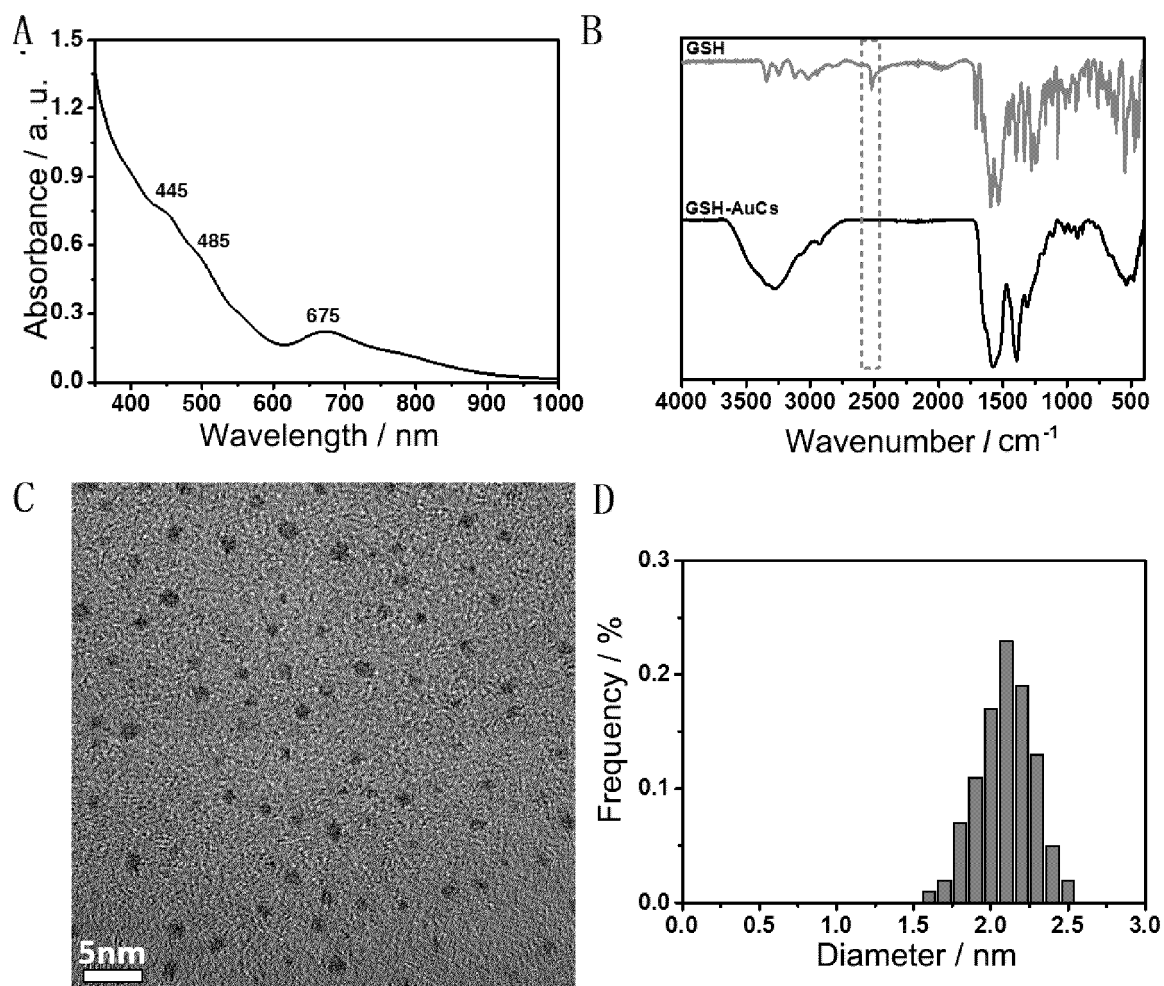 A
1.5
1.2
0.9
0.6
0.3
0.0
Absorbance / a. u.
445
485
675
400 500 600 700 800 900 1000
Wavelength / nm
B
GSH
GSH-AuCs
4000 3500 3000 2500 2000 1500 1000 500
Wavenumber / cm⁻¹
C
5nm
D
0.3
0.2
0.1
0.0
Frequency / %
0.0 0.5 1.0 1.5 2.0 2.5 3.0
Diameter / nm